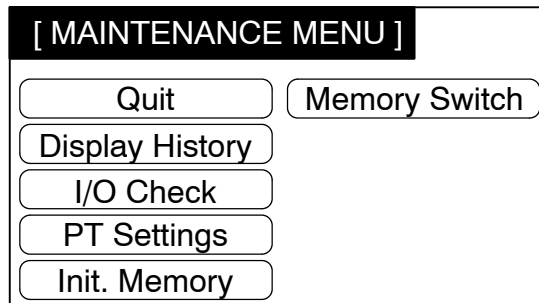 [ MAINTENANCE MENU ]
Quit
Memory Switch
Display History
I/O Check
PT Settings
Init. Memory